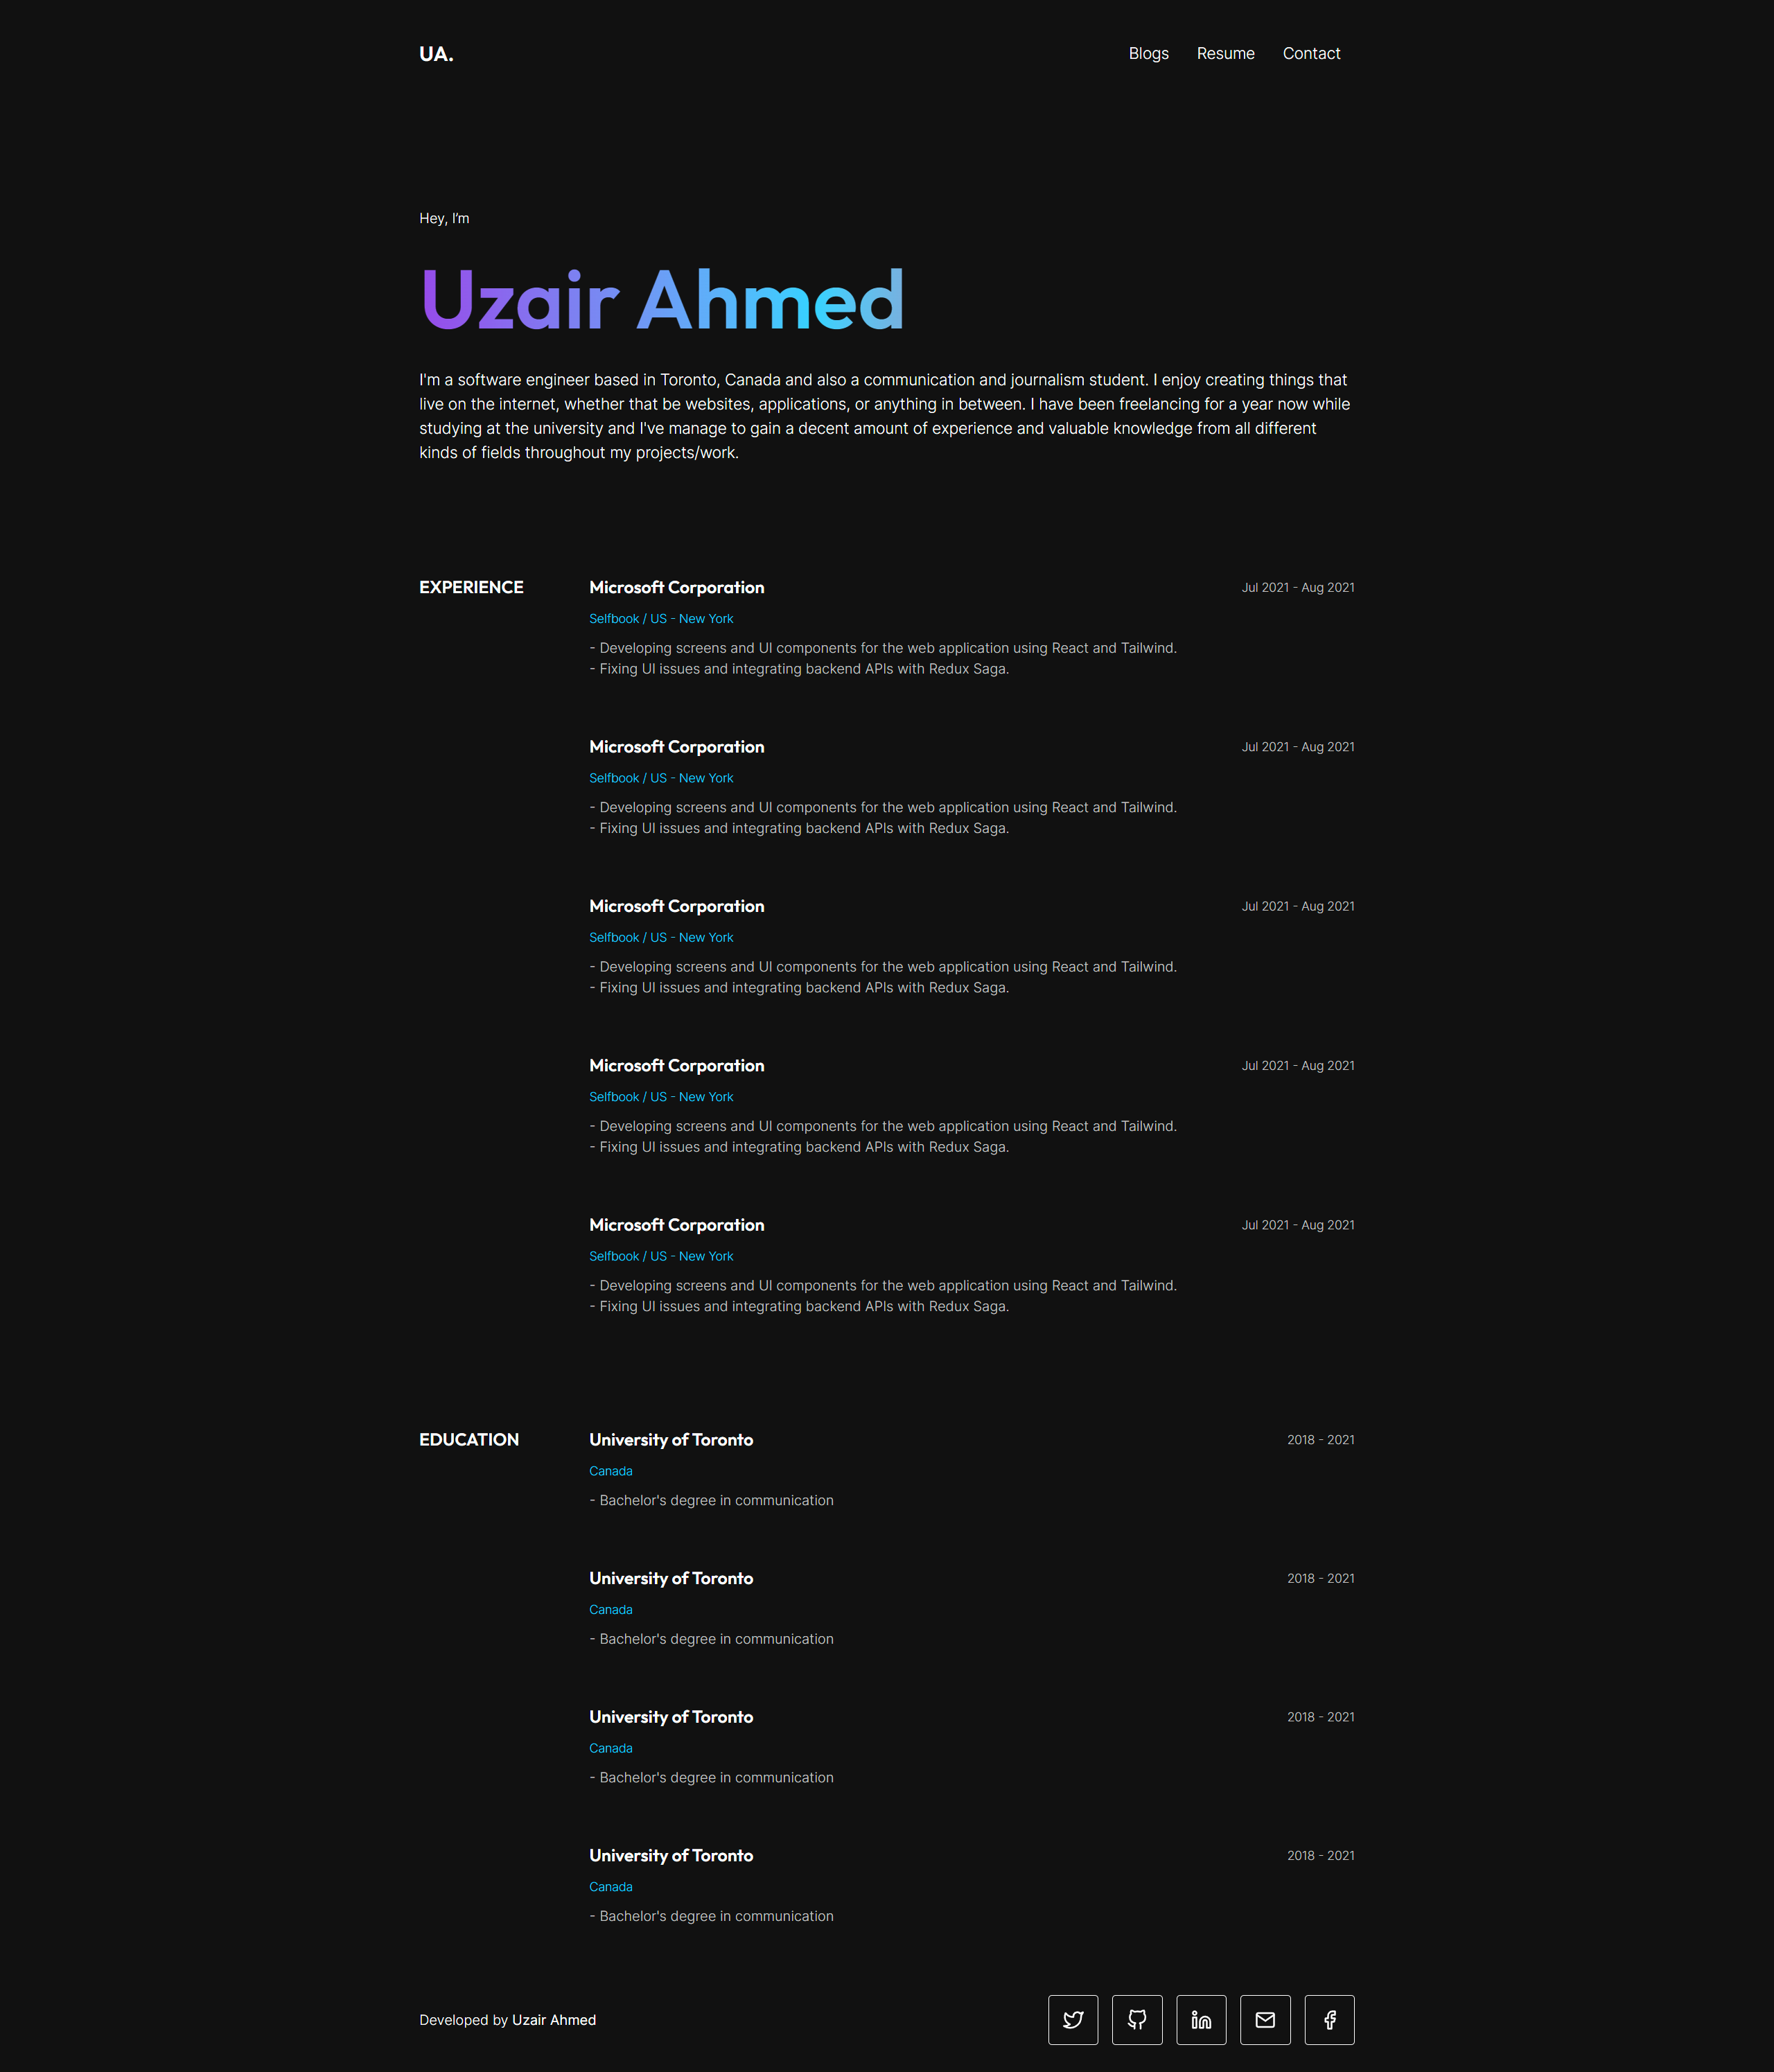 UA.
Blogs Resume Contact
Hey, I’m
Uzair Ahmed
I'm a software engineer based in Toronto, Canada and also a communication and journalism student. I enjoy creating things that
live on the internet, whether that be websites, applications, or anything in between. I have been freelancing for a year now while
studying at the university and I've manage to gain a decent amount of experience and valuable knowledge from all different
kinds of fields throughout my projects/work.
EXPERIENCE
Microsoft Corporation
Jul 2021 - Aug 2021
Selfbook / US - New York
- Developing screens and UI components for the web application using React and Tailwind.
- Fixing UI issues and integrating backend APIs with Redux Saga.
Microsoft Corporation
Jul 2021 - Aug 2021
Selfbook / US - New York
- Developing screens and UI components for the web application using React and Tailwind.
- Fixing UI issues and integrating backend APIs with Redux Saga.
Microsoft Corporation
Jul 2021 - Aug 2021
Selfbook / US - New York
- Developing screens and UI components for the web application using React and Tailwind.
- Fixing UI issues and integrating backend APIs with Redux Saga.
Microsoft Corporation
Jul 2021 - Aug 2021
Selfbook / US - New York
- Developing screens and UI components for the web application using React and Tailwind.
- Fixing UI issues and integrating backend APIs with Redux Saga.
Microsoft Corporation
Jul 2021 - Aug 2021
Selfbook / US - New York
- Developing screens and UI components for the web application using React and Tailwind.
- Fixing UI issues and integrating backend APIs with Redux Saga.
EDUCATION
University of Toronto
2018 - 2021
Canada
- Bachelor's degree in communication
University of Toronto
2018 - 2021
Canada
- Bachelor's degree in communication
University of Toronto
2018 - 2021
Canada
- Bachelor's degree in communication
University of Toronto
2018 - 2021
Canada
- Bachelor's degree in communication
Developed by Uzair Ahmed